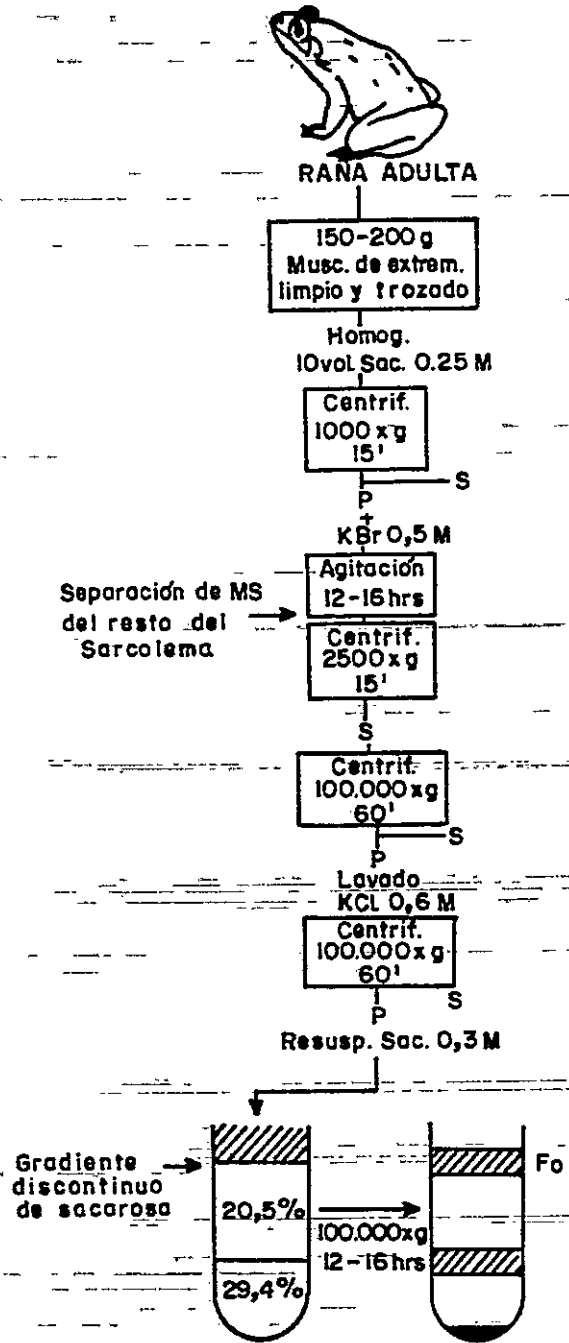 RANA ADULTA
150-200 g
Musc. de extrem.
limpio y trozado
Homog.
10vol. Sac. 0.25 M
Centrif.
1000 x g
15'
S
P
+
KBr 0,5 M
Agitación
12-16 hrs
Separación de MS
del resto del
Sarcolema
Centrif.
2500 x g
15'
S
Centrif.
100.000 x g
60'
S
P
Lavado
KCL 0,6 M
Centrif.
100.000 x g
60'
S
P
Resusp. Sac. 0,3 M
Gradiente
discontinuo
de sacarosa
20,5%
29,4%
100.000xg
12-16 hrs
Fo